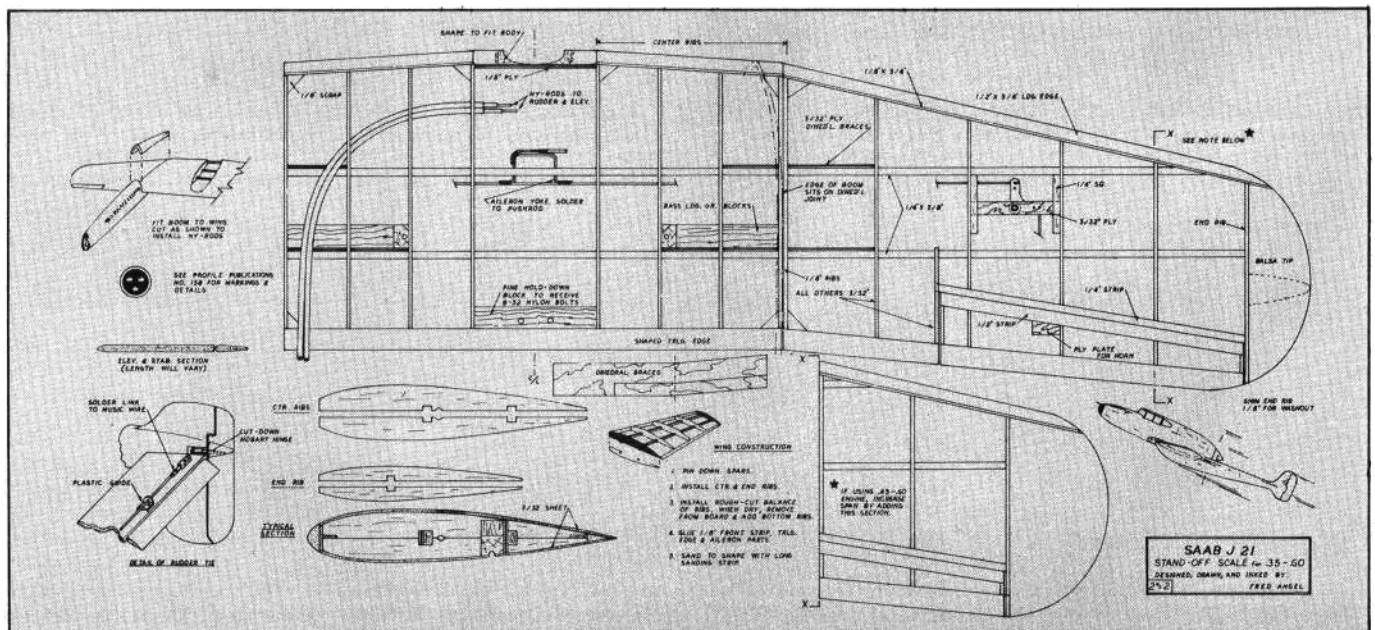 SHAPE TO FIT BODY
CENTER RIBS
1/8" PLY
1/8" SCRAP
NY-RODS TO
RUDDER & ELEV.
1/8" X 3/4"
1/2" X 3/8" LDG. EDGE
3/32" PLY
DIHED'L BRACES
X
SEE NOTE BELOW ★
FIT BOOM TO WING
CUT AS SHOWN TO
INSTALL NY-RODS
AILERON YOKE, SOLDER
TO PUSHROD
EDGE OF BOOM
SITS ON DIHED'L
JOINT
1/4" SQ.
3/32" PLY
1/4 X 3/8"
BASS LDG. GR. BLOCKS
END RIB
BALSA TIP
SEE PROFILE PUBLICATIONS
NO. 138 FOR MARKINGS &
DETAILS
PINE HOLD-DOWN
BLOCK TO RECEIVE
8-32 NYLON BOLTS
1/8" RIBS
ALL OTHERS 3/32"
1/4" STRIP
1/2" STRIP
PLY PLATE
FOR HORN
SHAPED TRLG. EDGE
ELEV. & STAB. SECTION
(LENGTH WILL VARY)
DIHEDRAL BRACES
X
X
SHIM END RIB
1/8" FOR WASHOUT
SOLDER LINK
TO MUSIC WIRE
CUT-DOWN
HOBART HINGE
PLASTIC GUIDE
DETAIL OF RUDDER TIE
CTR. RIBS
END RIB
TYPICAL
SECTION
3/32 SHEET
WING CONSTRUCTION
1. PIN DOWN SPARS.
2. INSTALL CTR. & END RIBS.
3. INSTALL ROUGH-CUT BALANCE
OF RIBS. WHEN DRY, REMOVE
FROM BOARD & ADD BOTTOM RIBS.
4. GLUE 1/8" FRONT STRIP, TRLG.
EDGE & AILERON PARTS.
5. SAND TO SHAPE WITH LONG
SANDING STRIP.
★ IF USING .45-.60
ENGINE, INCREASE
SPAN BY ADDING
THIS SECTION.
X
SAAB J 21
STAND-OFF SCALE for .35-.60
DESIGNED, DRAWN, AND INKED BY:
292
FRED ANGEL